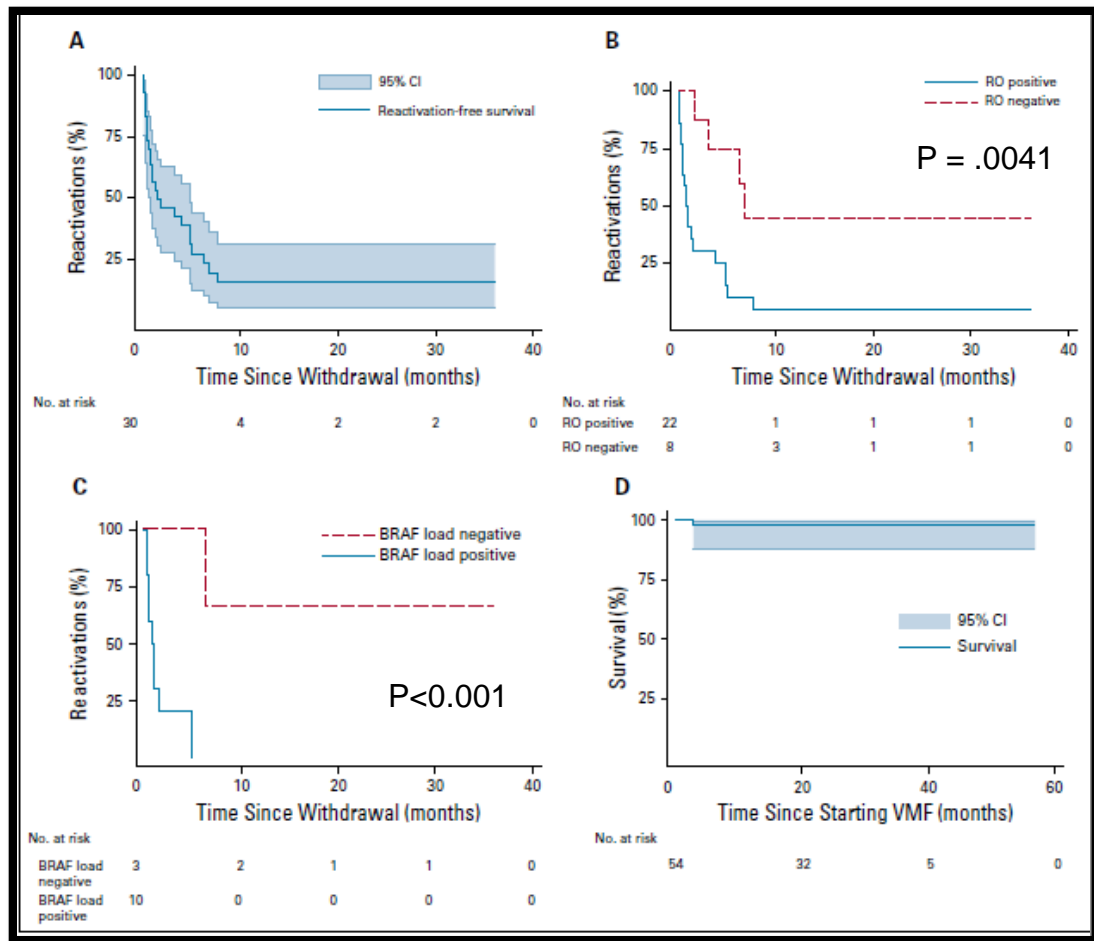 A
100
75
50
25
Reactivations (%)
95% CI
Reactivation-free survival
0 10 20 30 40
Time Since Withdrawal (months)
No. at risk
30 4 2 2 0
B
100
75
50
25
Reactivations (%)
RO positive
RO negative
P = .0041
0 10 20 30 40
Time Since Withdrawal (months)
No. at risk
RO positive 22 1 1 1 0
RO negative 8 3 1 1 0
C
100
75
50
25
Reactivations (%)
BRAF load negative
BRAF load positive
P<0.001
0 10 20 30 40
Time Since Withdrawal (months)
No. at risk
BRAF load 3 2 1 1 0
negative
BRAF load 10 0 0 0 0
positive
D
100
75
50
25
Survival (%)
95% CI
Survival
0 20 40 60
Time Since Starting VMF (months)
No. at risk
54 32 5 0